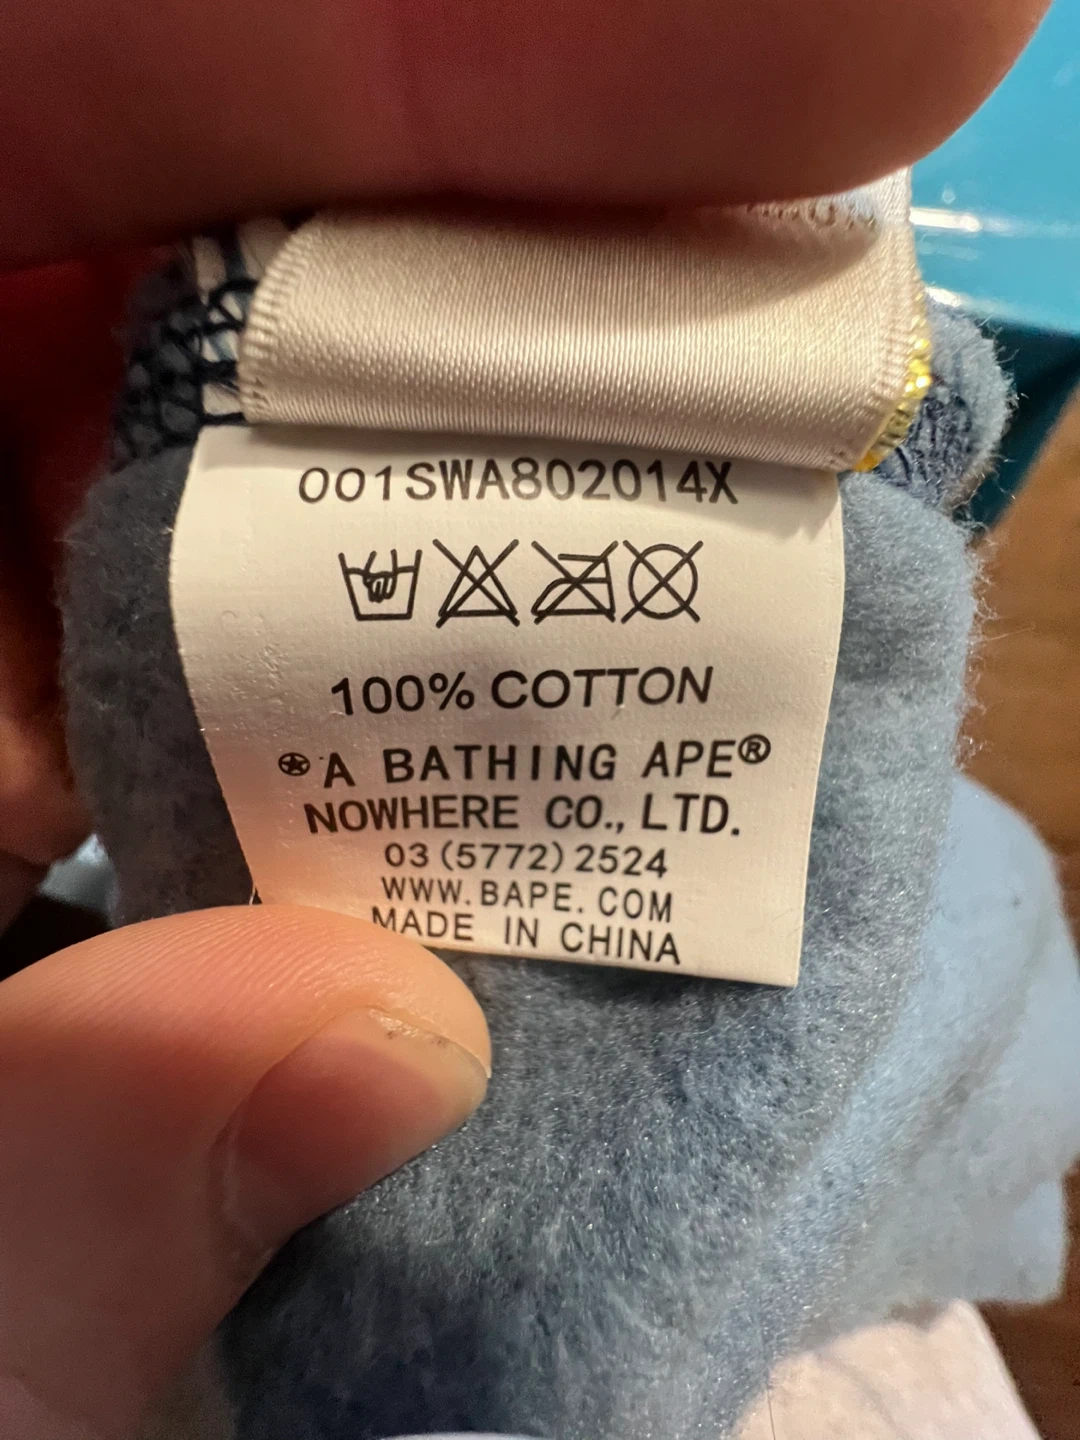 001SWA802014X
100% COTTON
A BATHING APE®
NOWHERE CO., LTD.
03 (5772) 2524
WWW.BAPE.COM
MADE IN CHINA